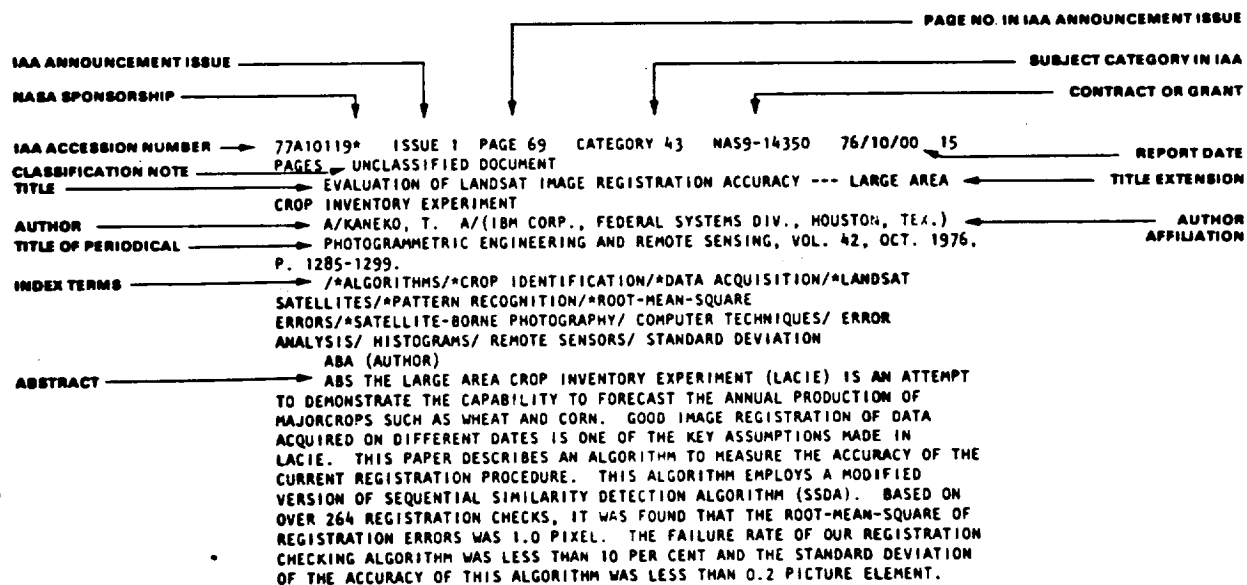 PAGE NO. IN IAA ANNOUNCEMENT ISSUE
IAA ANNOUNCEMENT ISSUE
SUBJECT CATEGORY IN IAA
NASA SPONSORSHIP
CONTRACT OR GRANT
IAA ACCESSION NUMBER
77A10119* ISSUE 1 PAGE 69 CATEGORY 43 NAS9-14350 76/10/00 15
REPORT DATE
CLASSIFICATION NOTE
PAGES UNCLASSIFIED DOCUMENT
TITLE
EVALUATION OF LANDSAT IMAGE REGISTRATION ACCURACY --- LARGE AREA
TITLE EXTENSION
CROP INVENTORY EXPERIMENT
AUTHOR
A/KANEKO, T. A/(IBM CORP., FEDERAL SYSTEMS DIV., HOUSTON, TEX.)
AUTHOR
AFFILIATION
TITLE OF PERIODICAL
PHOTOGRAMMETRIC ENGINEERING AND REMOTE SENSING, VOL. 42, OCT. 1976,
P. 1285-1299.
INDEX TERMS
/*ALGORITHMS/*CROP IDENTIFICATION/*DATA ACQUISITION/*LANDSAT
SATELLITES/*PATTERN RECOGNITION/*ROOT-MEAN-SQUARE
ERRORS/*SATELLITE-BORNE PHOTOGRAPHY/ COMPUTER TECHNIQUES/ ERROR
ANALYSIS/ HISTOGRAMS/ REMOTE SENSORS/ STANDARD DEVIATION
ABA (AUTHOR)
ABSTRACT
ABS THE LARGE AREA CROP INVENTORY EXPERIMENT (LACIE) IS AN ATTEMPT
TO DEMONSTRATE THE CAPABILITY TO FORECAST THE ANNUAL PRODUCTION OF
MAJORCROPS SUCH AS WHEAT AND CORN. GOOD IMAGE REGISTRATION OF DATA
ACQUIRED ON DIFFERENT DATES IS ONE OF THE KEY ASSUMPTIONS MADE IN
LACIE. THIS PAPER DESCRIBES AN ALGORITHM TO MEASURE THE ACCURACY OF THE
CURRENT REGISTRATION PROCEDURE. THIS ALGORITHM EMPLOYS A MODIFIED
VERSION OF SEQUENTIAL SIMILARITY DETECTION ALGORITHM (SSDA). BASED ON
OVER 264 REGISTRATION CHECKS, IT WAS FOUND THAT THE ROOT-MEAN-SQUARE OF
REGISTRATION ERRORS WAS 1.0 PIXEL. THE FAILURE RATE OF OUR REGISTRATION
CHECKING ALGORITHM WAS LESS THAN 10 PER CENT AND THE STANDARD DEVIATION
OF THE ACCURACY OF THIS ALGORITHM WAS LESS THAN 0.2 PICTURE ELEMENT.